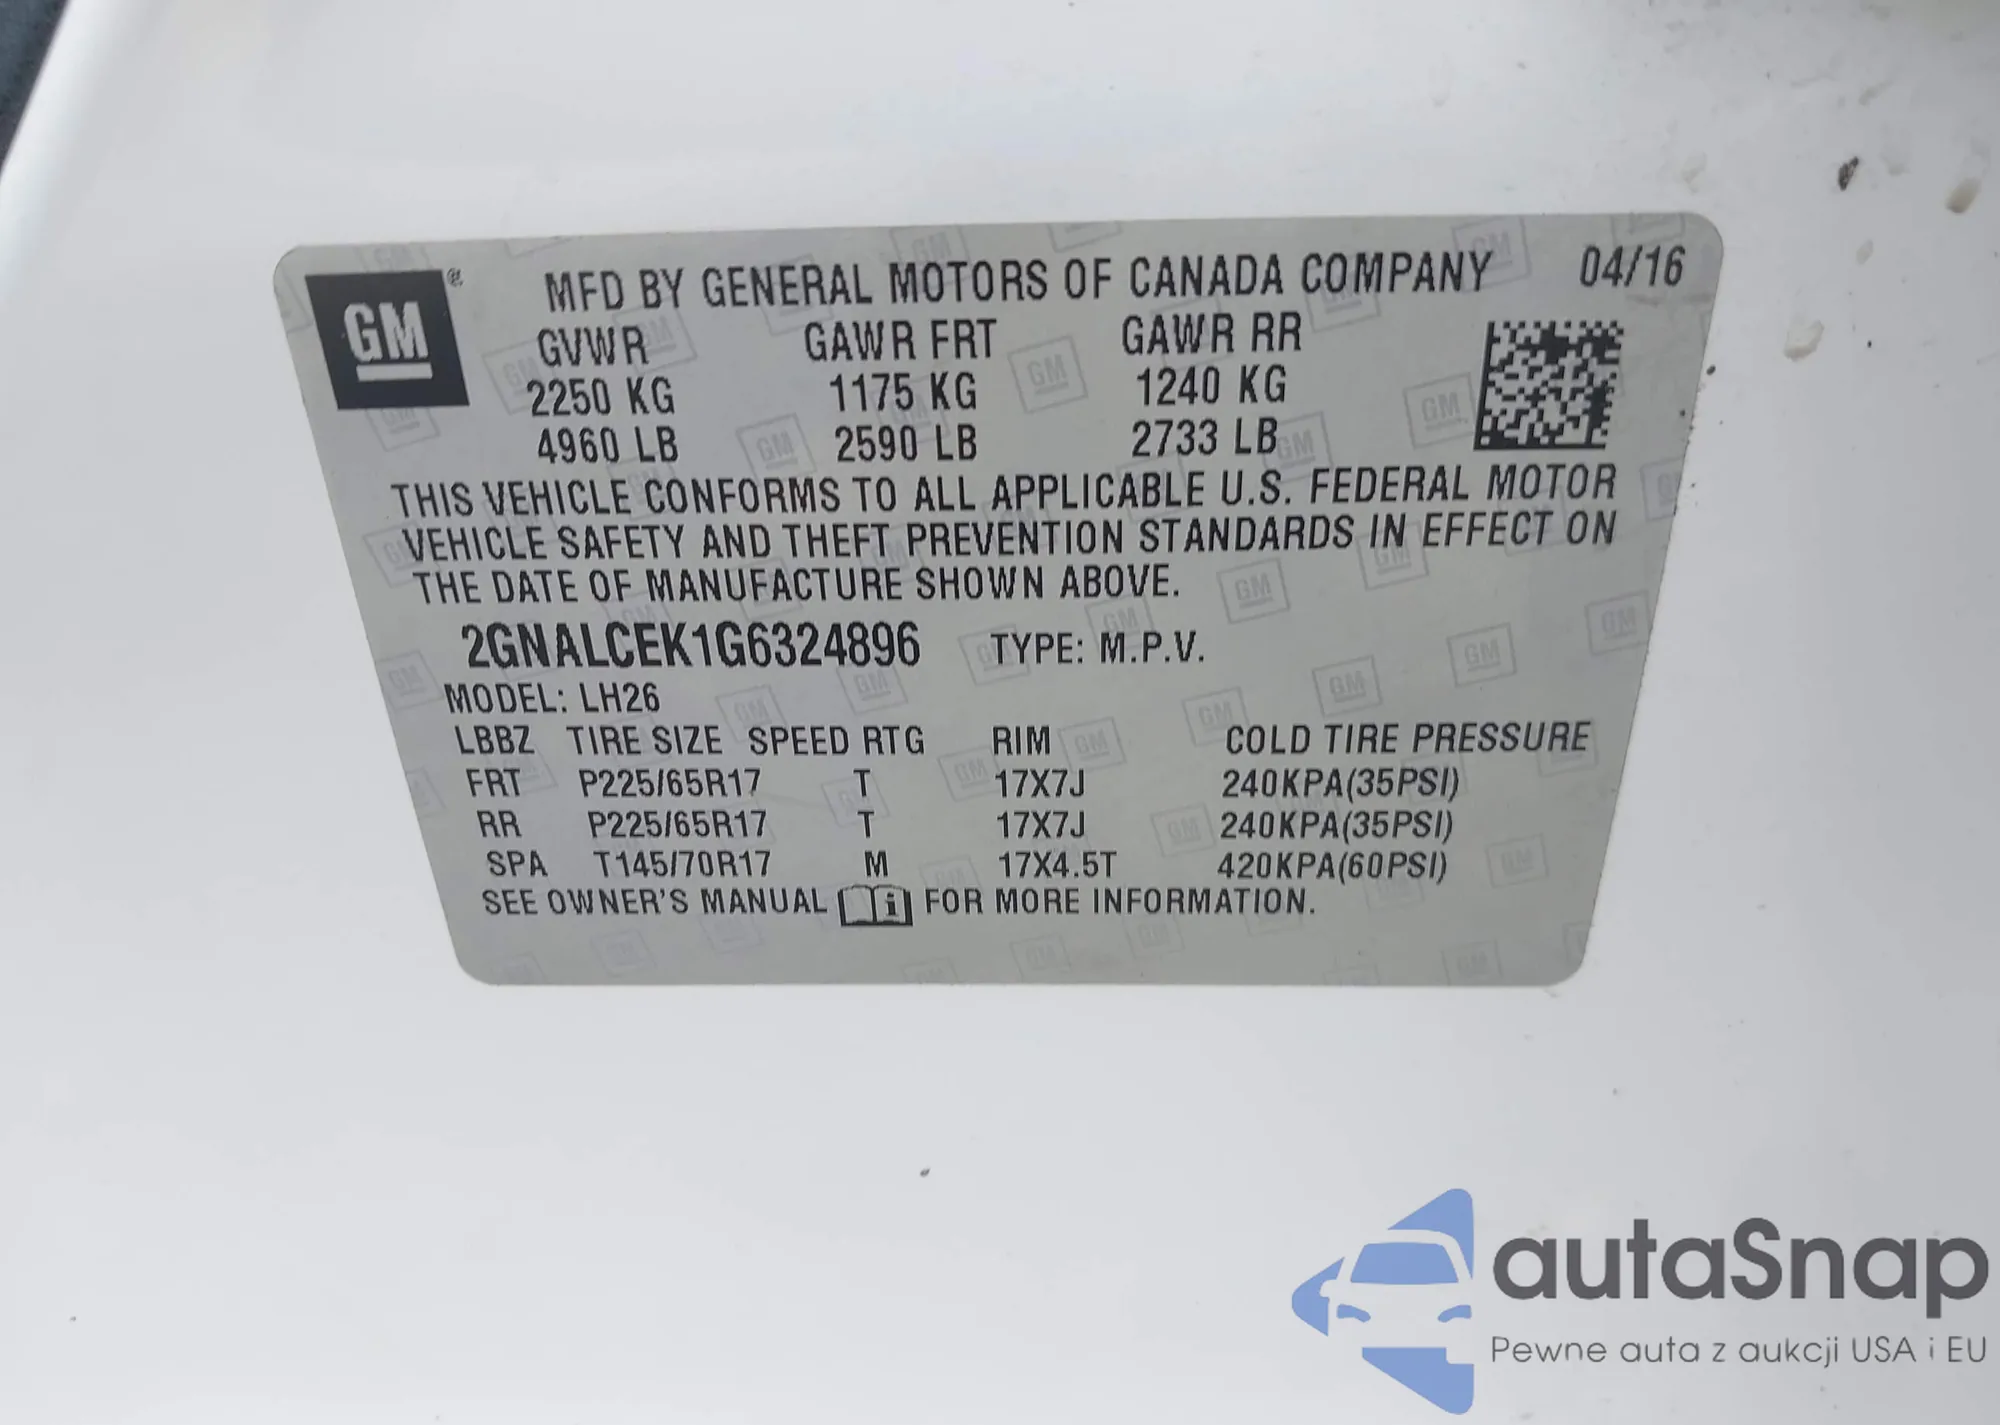 GM ® MFD BY GENERAL MOTORS OF CANADA COMPANY 04/16
GVWR GAWR FRT GAWR RR
2250 KG 1175 KG 1240 KG
4960 LB 2590 LB 2733 LB
THIS VEHICLE CONFORMS TO ALL APPLICABLE U.S. FEDERAL MOTOR
VEHICLE SAFETY AND THEFT PREVENTION STANDARDS IN EFFECT ON
THE DATE OF MANUFACTURE SHOWN ABOVE.
2GNALCEK1G6324896 TYPE: M.P.V.
MODEL: LH26
LBBZ TIRE SIZE SPEED RTG RIM COLD TIRE PRESSURE
FRT P225/65R17 T 17X7J 240KPA(35PSI)
RR P225/65R17 T 17X7J 240KPA(35PSI)
SPA T145/70R17 M 17X4.5T 420KPA(60PSI)
SEE OWNER'S MANUAL i FOR MORE INFORMATION.
autaSnap
Pewne auta z aukcji USA i EU